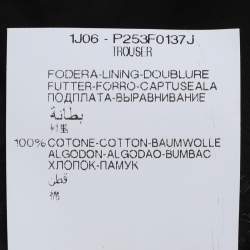 1J06 - P253F0137J
TROUSER
FODERA-LINING-DOUBLURE
FUTTER-FORRO-CAPTUSEALA
ПОДПЛАТА-ВЫРАВНИВАНИЕ
بطانة
100% COTONE-COTTON-BAUMWOLLE
ALGODON-ALGODAO-BUMBAC
ХЛОПОК-ПАМУК
قطن